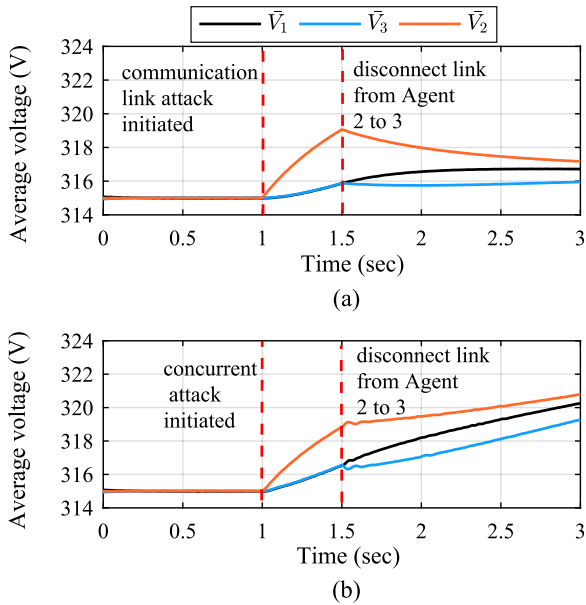 V̄₁ V̄₃ V̄₂
(a)
324
322
320
318
316
314
Average voltage (V)
communication
link attack
initiated
disconnect link
from Agent
2 to 3
0 0.5 1 1.5 2 2.5 3
Time (sec)
(a)
324
322
320
318
316
314
Average voltage (V)
concurrent
attack
initiated
disconnect link
from Agent
2 to 3
0 0.5 1 1.5 2 2.5 3
Time (sec)
(b)